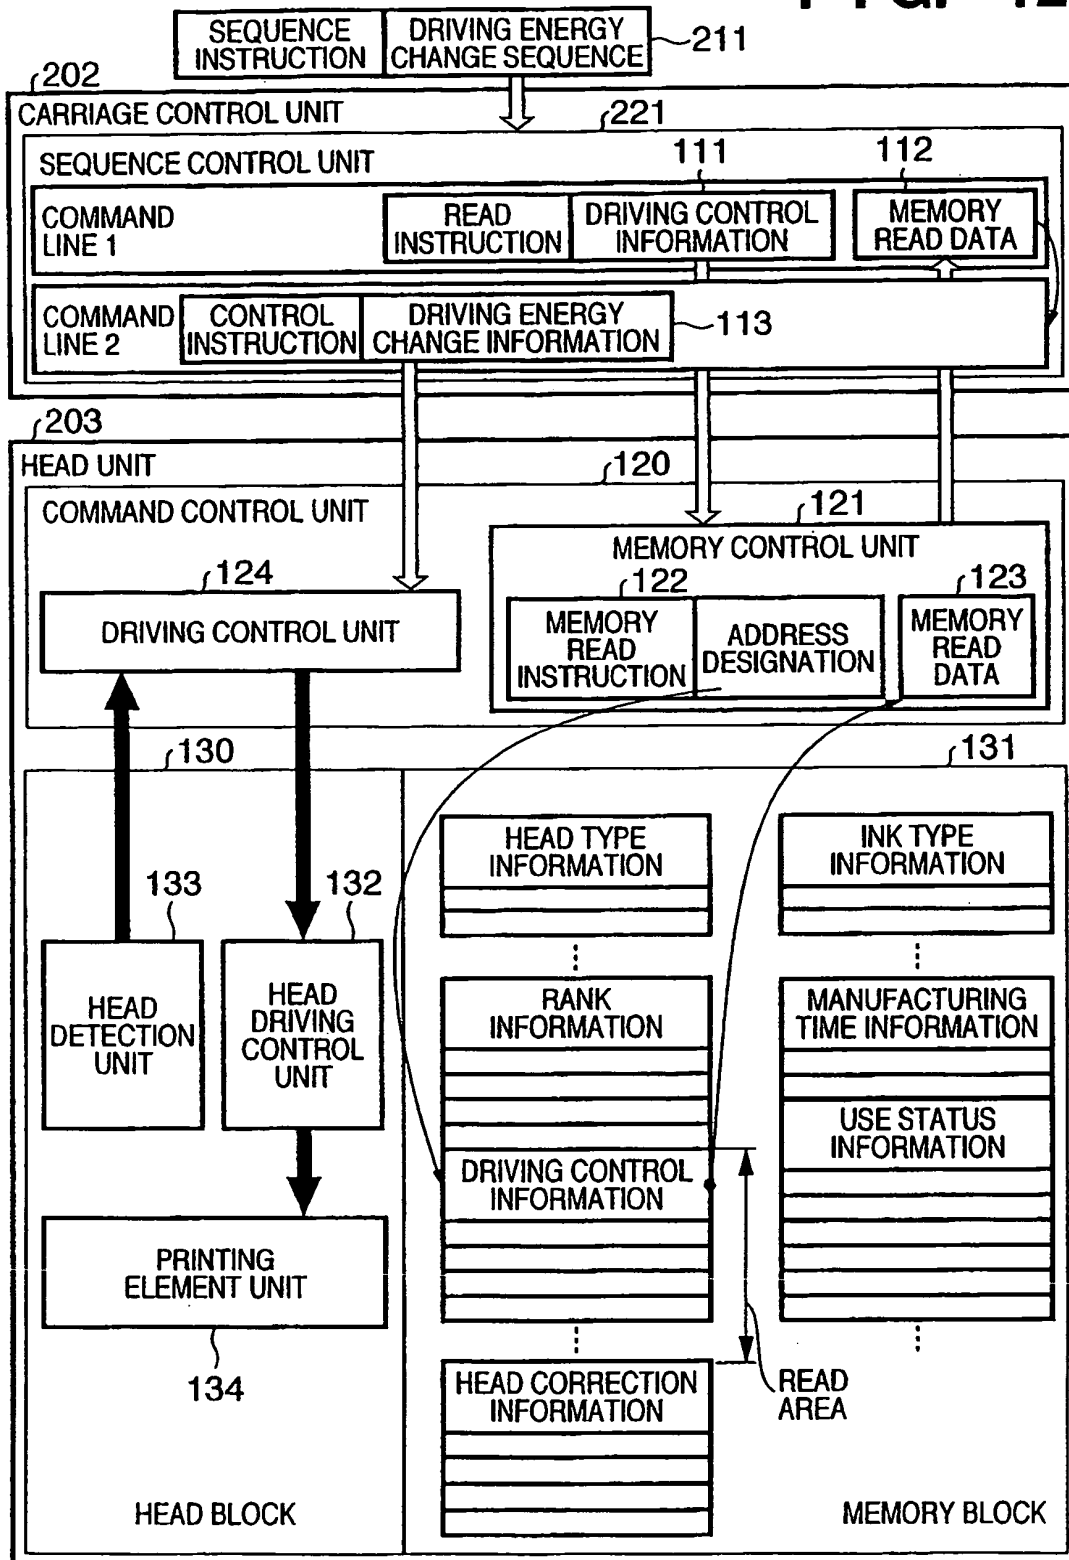 FIG. 12
SEQUENCE
INSTRUCTION
DRIVING ENERGY
CHANGE SEQUENCE
211
202
CARRIAGE CONTROL UNIT
221
SEQUENCE CONTROL UNIT
111
112
COMMAND
LINE 1
READ
INSTRUCTION
DRIVING CONTROL
INFORMATION
MEMORY
READ DATA
COMMAND
LINE 2
CONTROL
INSTRUCTION
DRIVING ENERGY
CHANGE INFORMATION
113
203
HEAD UNIT
120
COMMAND CONTROL UNIT
121
MEMORY CONTROL UNIT
124
122
123
DRIVING CONTROL UNIT
MEMORY
READ
INSTRUCTION
ADDRESS
DESIGNATION
MEMORY
READ
DATA
130
131
HEAD TYPE
INFORMATION
INK TYPE
INFORMATION
133
132
HEAD
DETECTION
UNIT
HEAD
DRIVING
CONTROL
UNIT
RANK
INFORMATION
MANUFACTURING
TIME INFORMATION
USE STATUS
INFORMATION
DRIVING CONTROL
INFORMATION
PRINTING
ELEMENT UNIT
134
HEAD CORRECTION
INFORMATION
READ
AREA
HEAD BLOCK
MEMORY BLOCK